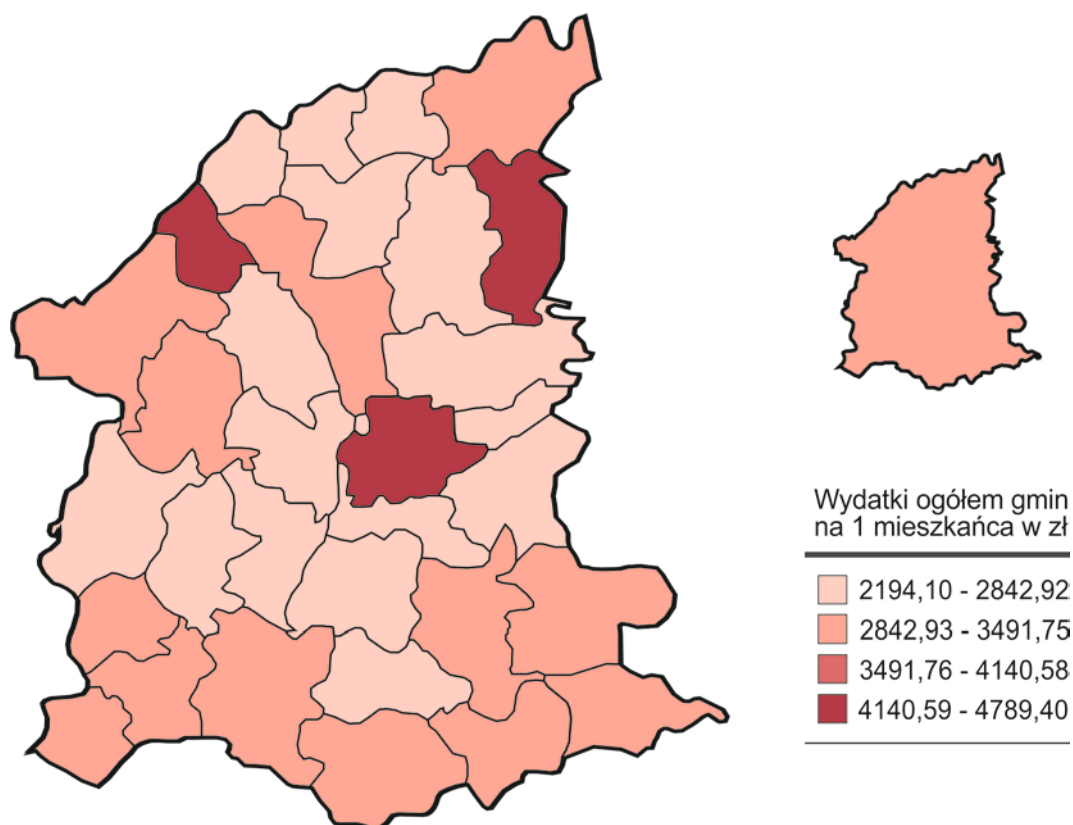 Wydatki ogółem gmin
na 1 mieszkańca w zł
2194,10 - 2842,92
2842,93 - 3491,75
3491,76 - 4140,58
4140,59 - 4789,40